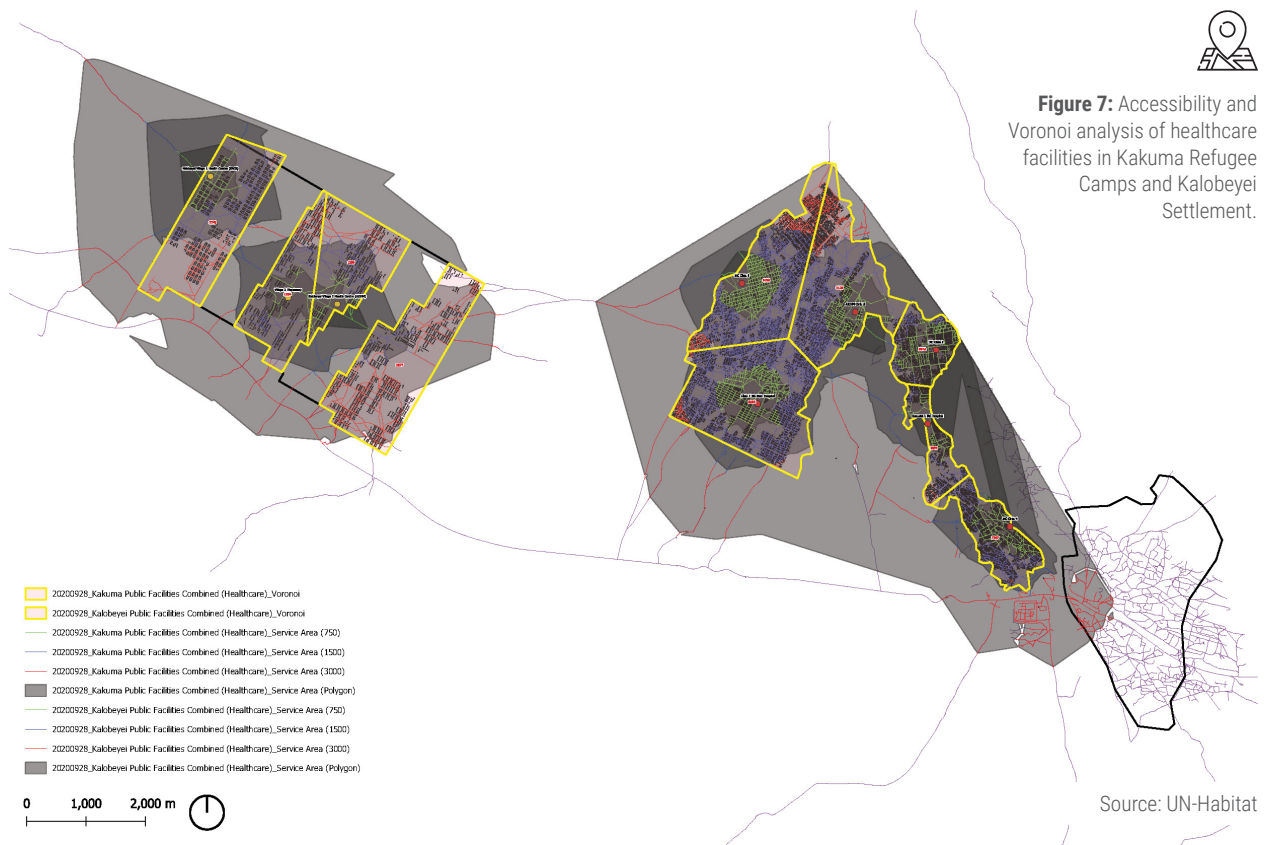 Figure 7: Accessibility and
Voronoi analysis of healthcare
facilities in Kakuma Refugee
Camps and Kalobeyei
Settlement.
20200928_Kakuma Public Facilities Combined (Healthcare)_Voronoi
20200928_Kalobeyei Public Facilities Combined (Healthcare)_Voronoi
20200928_Kakuma Public Facilities Combined (Healthcare)_Service Area (750)
20200928_Kakuma Public Facilities Combined (Healthcare)_Service Area (1500)
20200928_Kakuma Public Facilities Combined (Healthcare)_Service Area (3000)
20200928_Kakuma Public Facilities Combined (Healthcare)_Service Area (Polygon)
20200928_Kalobeyei Public Facilities Combined (Healthcare)_Service Area (750)
20200928_Kalobeyei Public Facilities Combined (Healthcare)_Service Area (1500)
20200928_Kalobeyei Public Facilities Combined (Healthcare)_Service Area (3000)
20200928_Kalobeyei Public Facilities Combined (Healthcare)_Service Area (Polygon)
0 1,000 2,000 m
Source: UN-Habitat